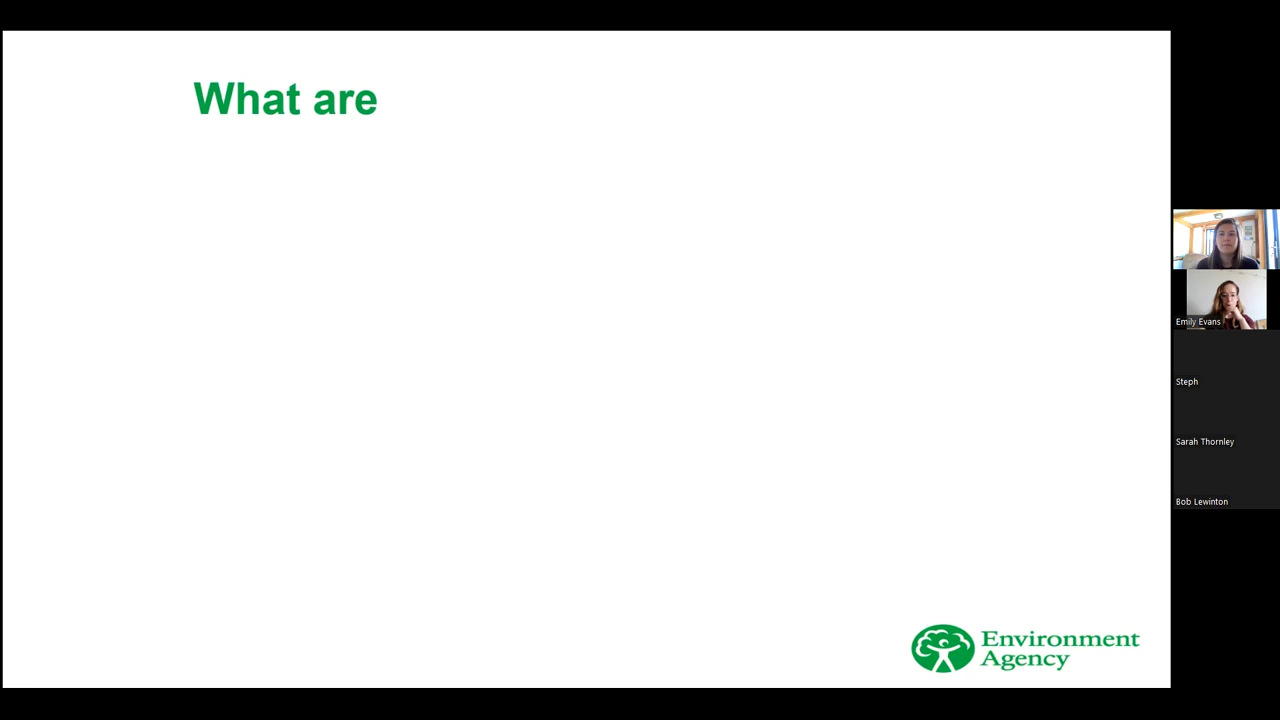 What are
Emily Evans
Steph
Sarah Thornley
Bob Lewinton
Environment
Agency